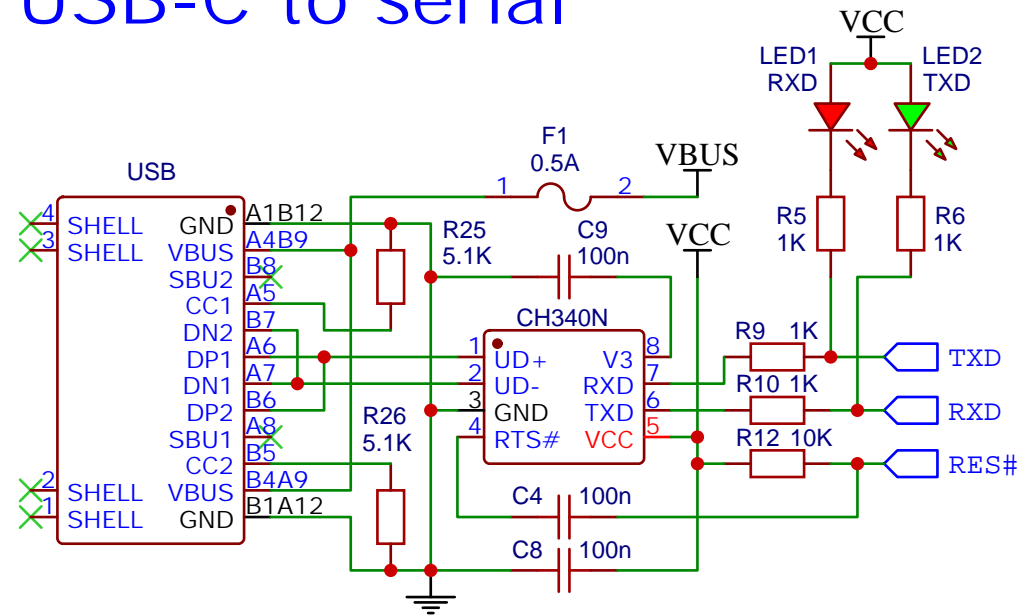 USB-C to serial
VCC
LED1
RXD
LED2
TXD
F1
0.5A
VBUS
1
2
USB
4
SHELL
GND
A1B12
3
SHELL
VBUS
A4B9
SBU2
B8
CC1
A5
DN2
B7
DP1
A6
DN1
A7
DP2
B6
SBU1
A8
CC2
B5
2
SHELL
VBUS
B4A9
1
SHELL
GND
B1A12
R25
5.1K
C9
100n
VCC
R5
1K
R6
1K
CH340N
1
UD+
V3
8
2
UD-
RXD
7
3
GND
TXD
6
4
RTS#
VCC
5
R26
5.1K
R9 1K
TXD
R10 1K
RXD
R12 10K
RES#
C4 100n
C8 100n